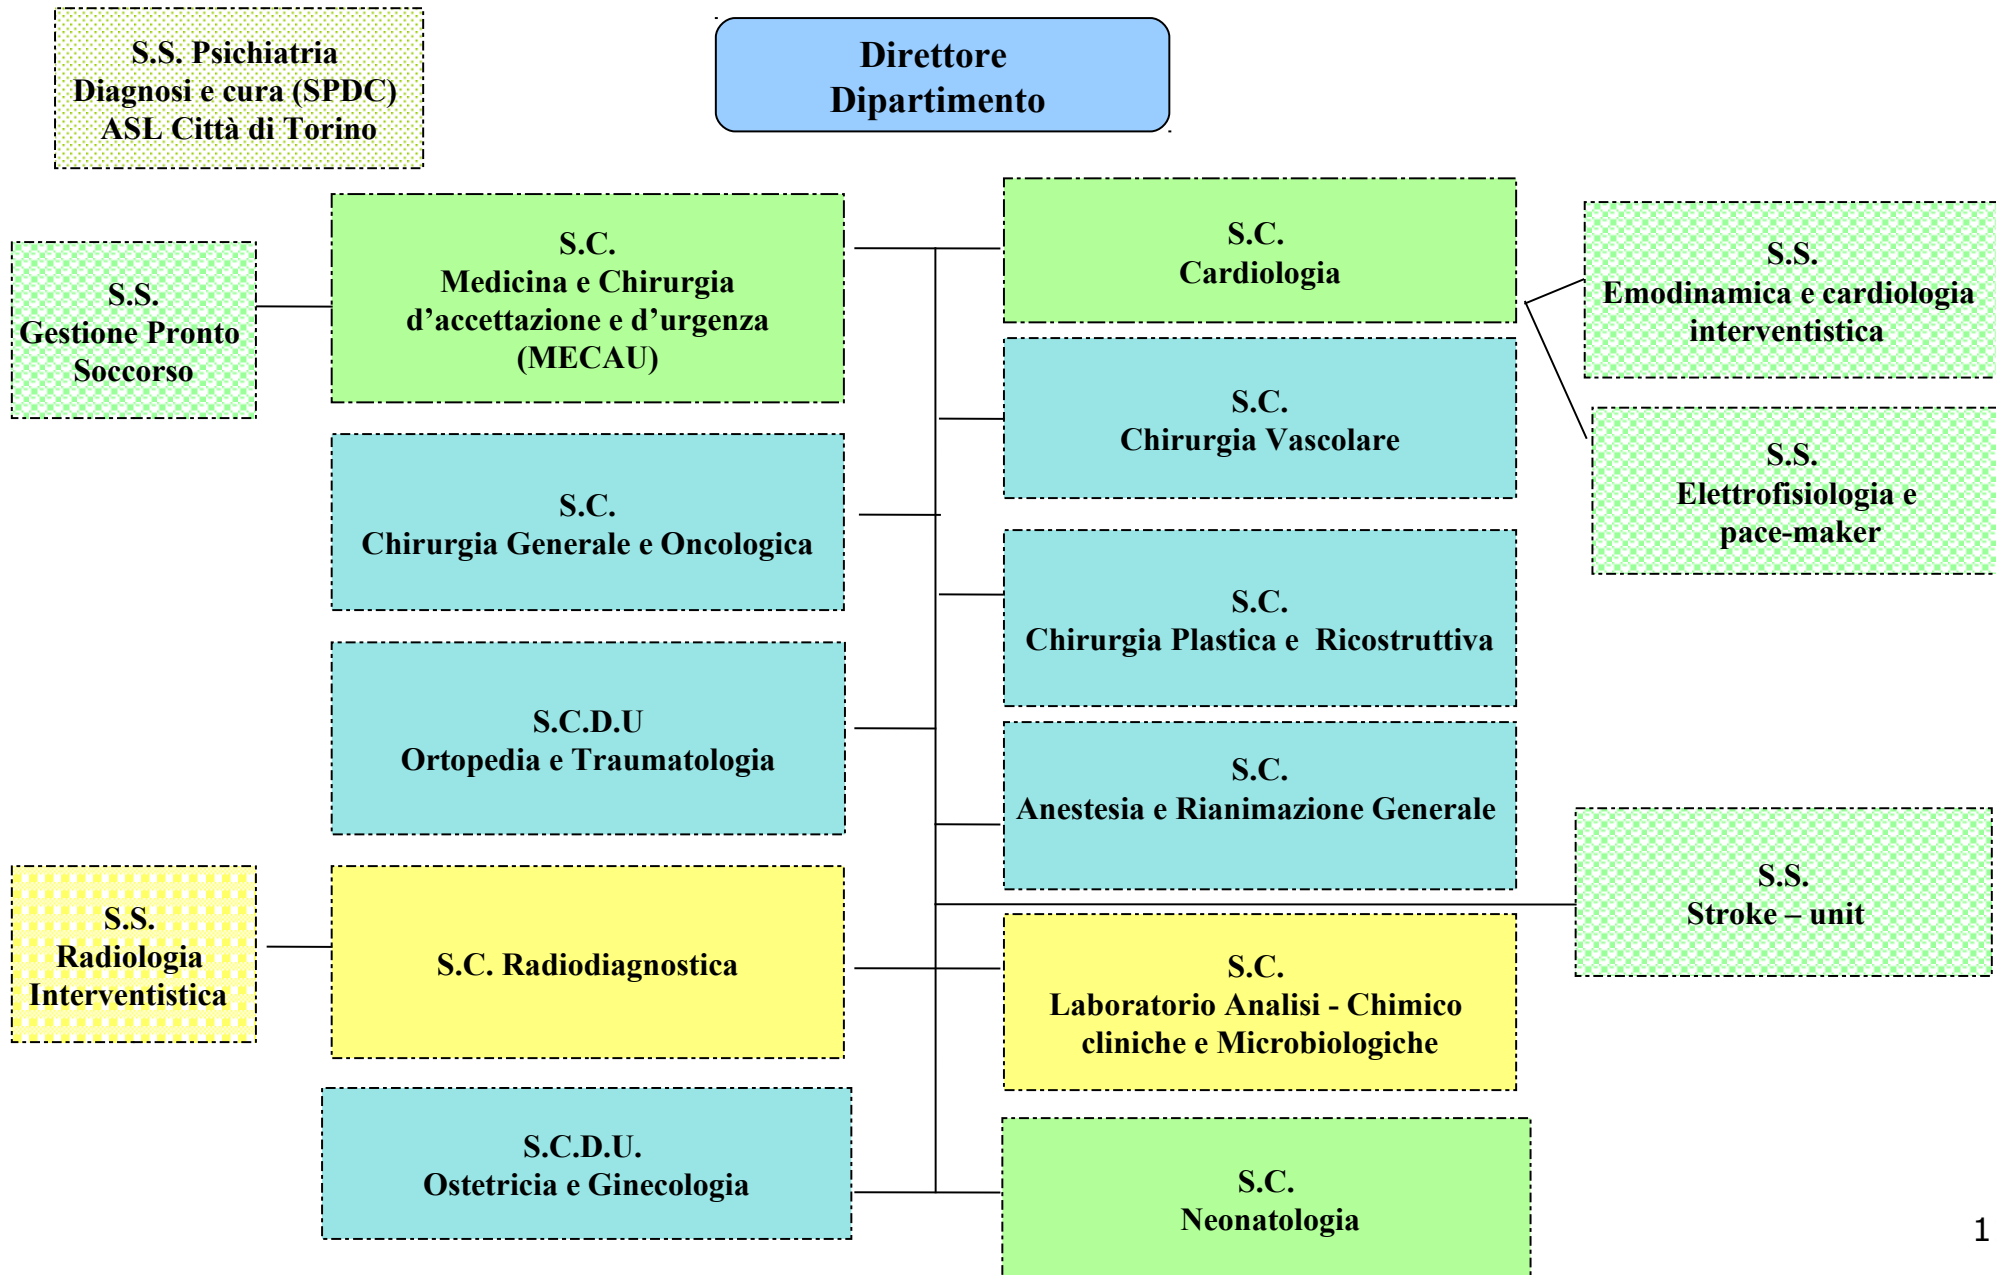 S.S. Psichiatria
Diagnosi e cura (SPDC)
ASL Città di Torino
Direttore
Dipartimento
S.S.
Gestione Pronto
Soccorso
S.C.
Medicina e Chirurgia
d’accettazione e d’urgenza
(MECAU)
S.C.
Cardiologia
S.S.
Emodinamica e cardiologia
interventistica
S.C.
Chirurgia Vascolare
S.S.
Elettrofisiologia e
pace-maker
S.C.
Chirurgia Generale e Oncologica
S.C.
Chirurgia Plastica e Ricostruttiva
S.C.D.U
Ortopedia e Traumatologia
S.C.
Anestesia e Rianimazione Generale
S.S.
Stroke – unit
S.S.
Radiologia
Interventistica
S.C. Radiodiagnostica
S.C.
Laboratorio Analisi - Chimico
cliniche e Microbiologiche
S.C.D.U.
Ostetricia e Ginecologia
S.C.
Neonatologia
1